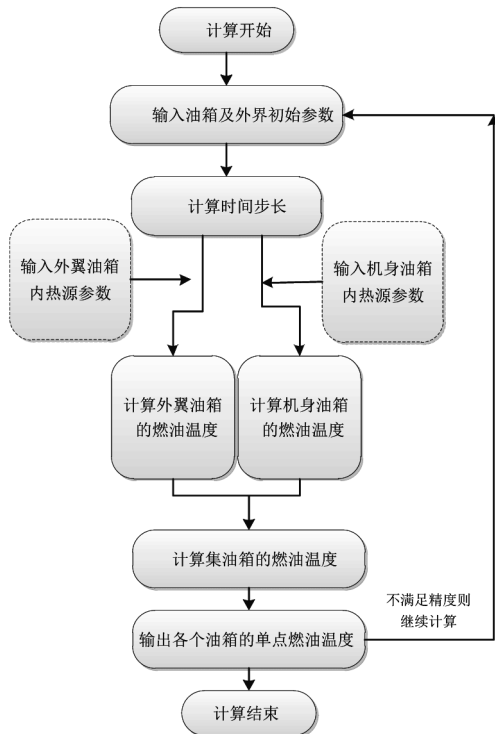 计算开始
输入油箱及外界初始参数
计算时间步长
输入外翼油箱
内热源参数
输入机身油箱
内热源参数
计算外翼油箱
的燃油温度
计算机身油箱
的燃油温度
计算集油箱的燃油温度
不满足精度则
继续计算
输出各个油箱的单点燃油温度
计算结束